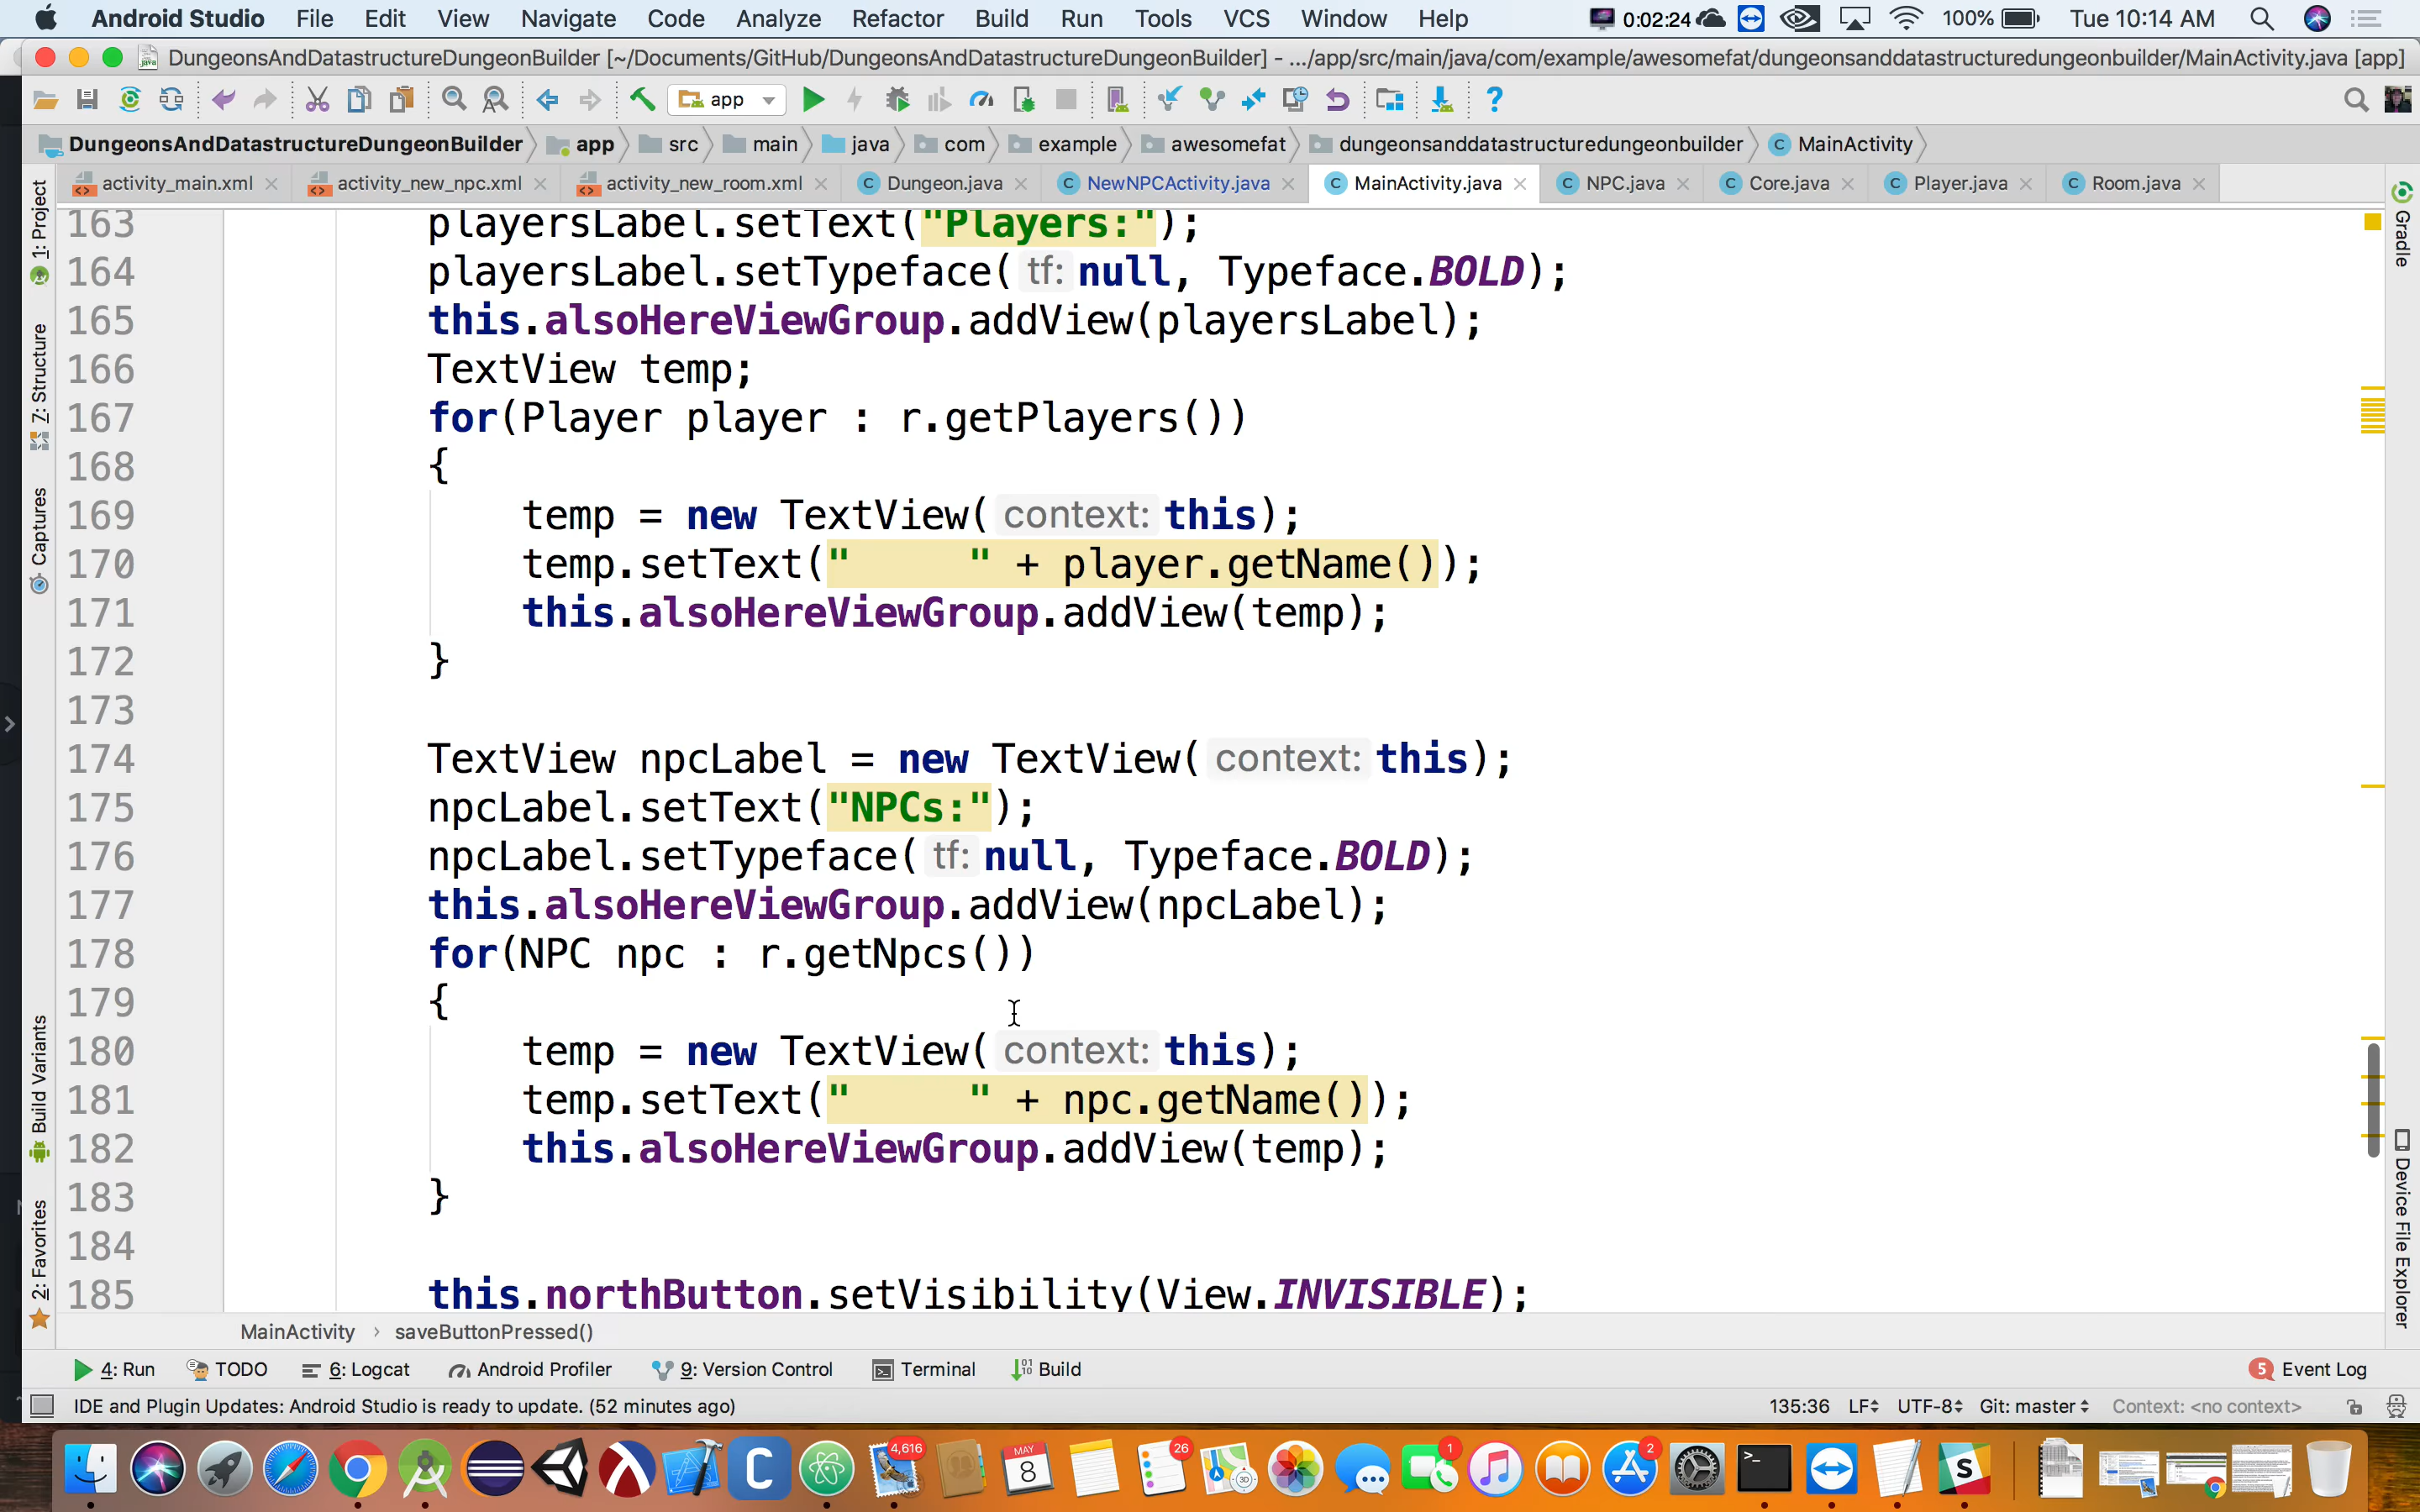 Android Studio File Edit View Navigate Code Analyze Refactor Build Run Tools VCS Window Help 0:02:24 100% Tue 10:14 AM
DungeonsAndDatastructureDungeonBuilder [~/Documents/GitHub/DungeonsAndDatastructureDungeonBuilder] - .../app/src/main/java/com/example/awesomefat/dungeonsanddatastructuredungeonbuilder/MainActivity.java [app]
app
DungeonsAndDatastructureDungeonBuilder app src main java com example awesomefat dungeonsanddatastructuredungeonbuilder MainActivity
activity_main.xml activity_new_npc.xml activity_new_room.xml Dungeon.java NewNPCActivity.java MainActivity.java NPC.java Core.java Player.java Room.java
1: Project
Z: Structure
Captures
Build Variants
2: Favorites
163 playersLabel.setText("Players:");
164 playersLabel.setTypeface( tf: null, Typeface.BOLD);
165 this.alsoHereViewGroup.addView(playersLabel);
166 TextView temp;
167 for(Player player : r.getPlayers())
168 {
169 temp = new TextView( context: this);
170 temp.setText("     " + player.getName());
171 this.alsoHereViewGroup.addView(temp);
172 }
173
174 TextView npcLabel = new TextView( context: this);
175 npcLabel.setText("NPCs:");
176 npcLabel.setTypeface( tf: null, Typeface.BOLD);
177 this.alsoHereViewGroup.addView(npcLabel);
178 for(NPC npc : r.getNpcs())
179 {
180 temp = new TextView( context: this);
181 temp.setText("     " + npc.getName());
182 this.alsoHereViewGroup.addView(temp);
183 }
184
185 this.northButton.setVisibility(View.INVISIBLE);
Gradle
Device File Explorer
MainActivity › saveButtonPressed()
4: Run TODO 6: Logcat Android Profiler 9: Version Control Terminal Build 5 Event Log
IDE and Plugin Updates: Android Studio is ready to update. (52 minutes ago) 135:36 LF UTF-8 Git: master Context: <no context>
4,616 MAY 8 26 3D 1 2